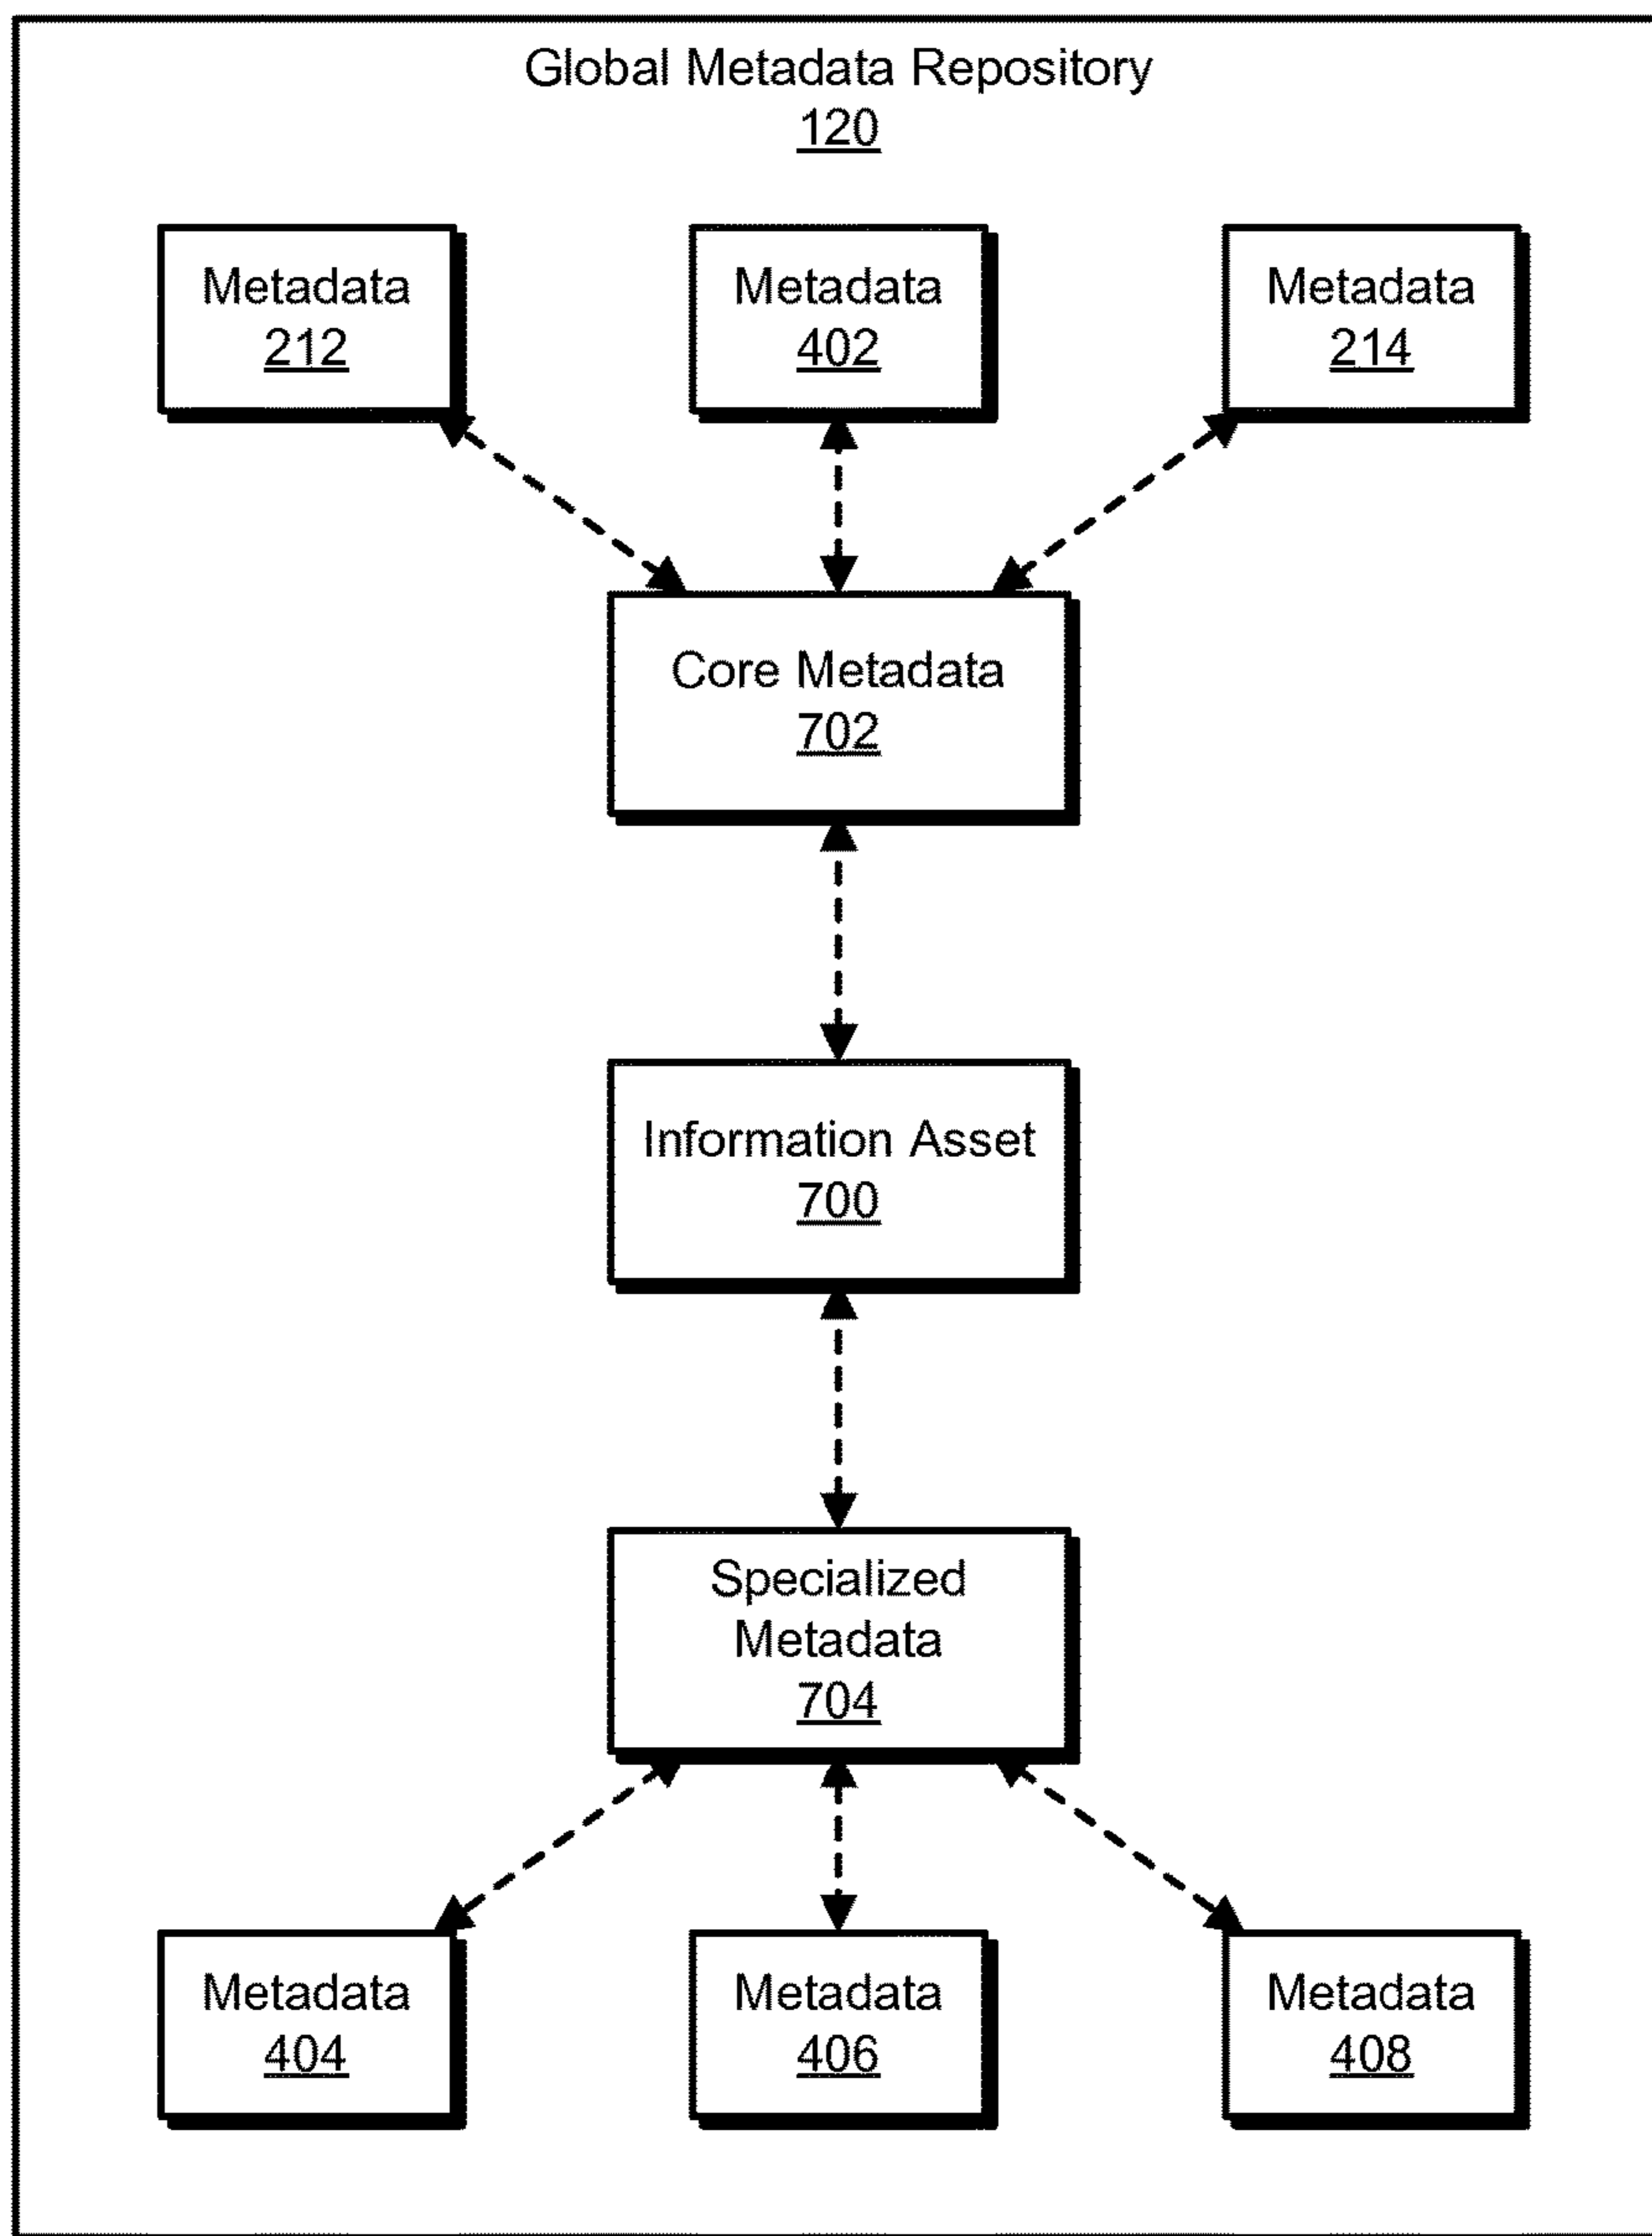 Global Metadata Repository
120
Metadata
212
Metadata
402
Metadata
214
Core Metadata
702
Information Asset
700
Specialized
Metadata
704
Metadata
404
Metadata
406
Metadata
408